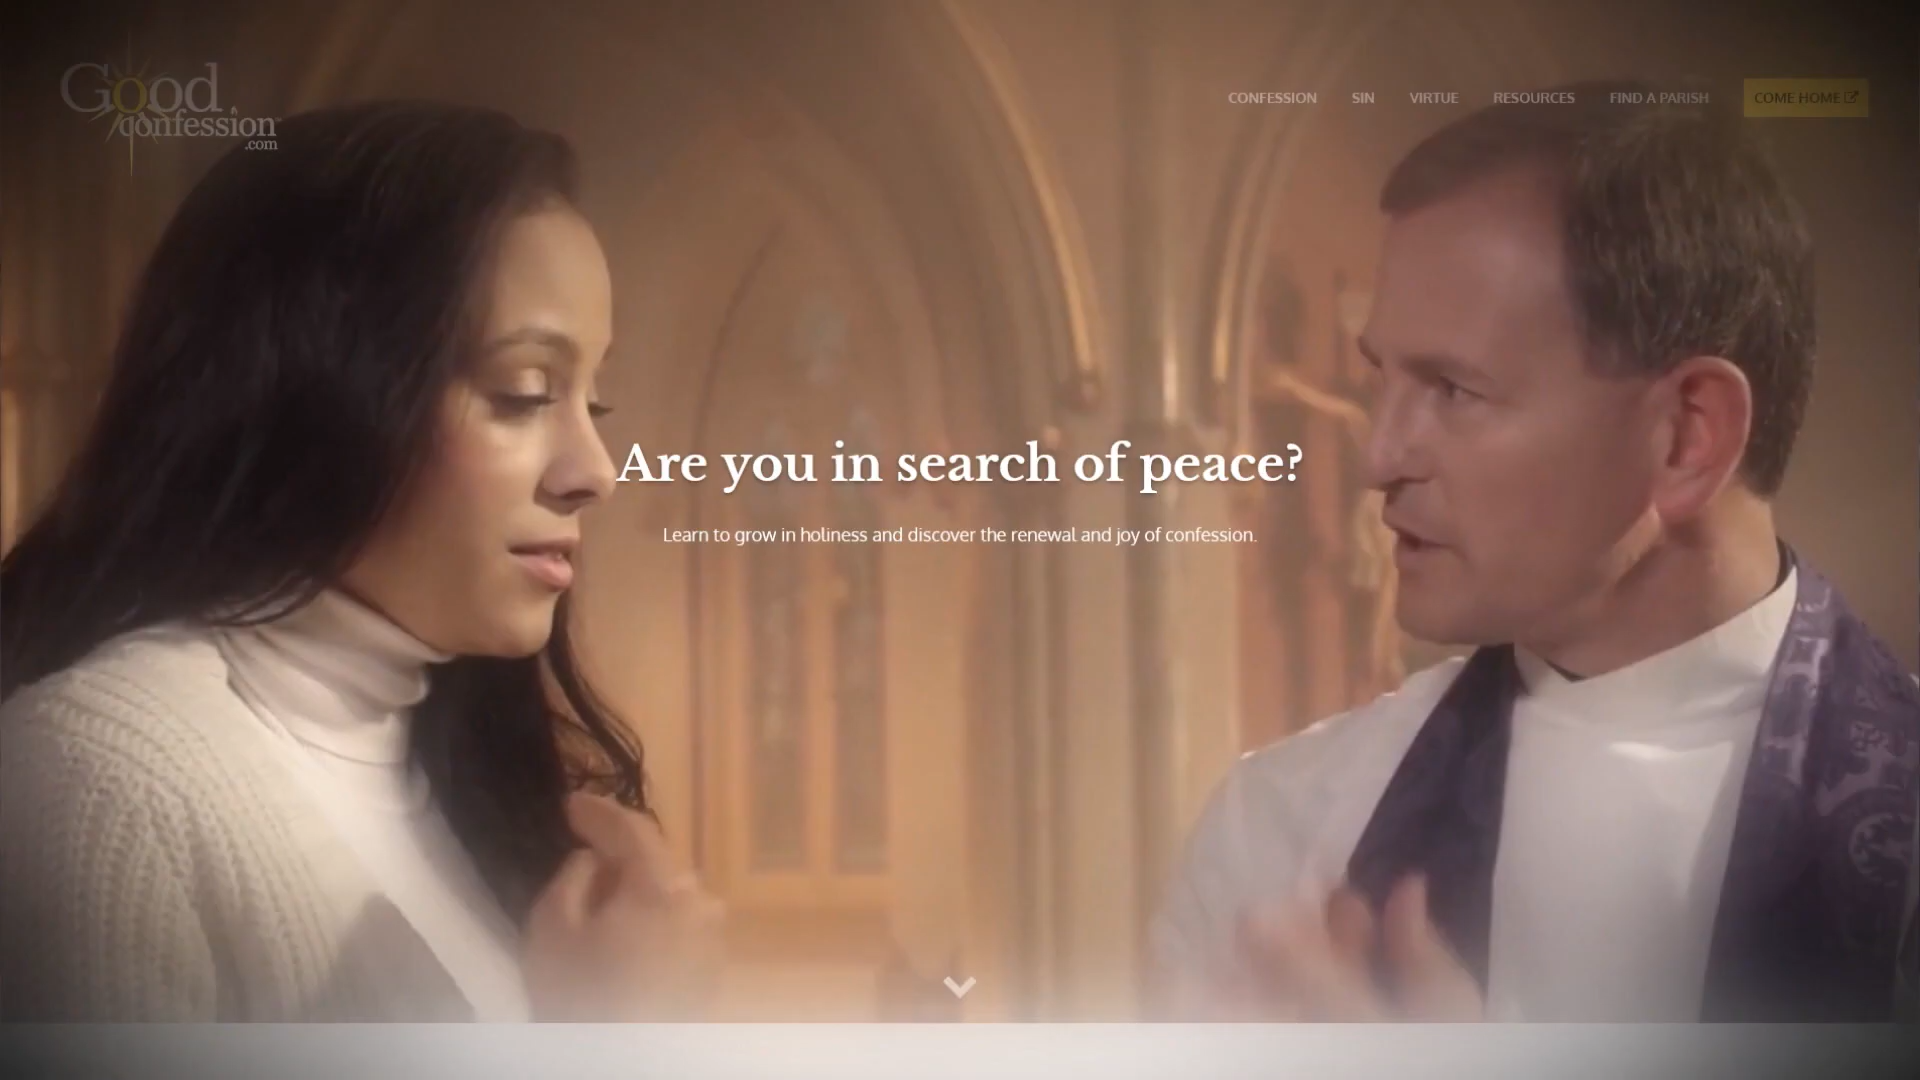 Good
confession™
.com
CONFESSION SIN VIRTUE RESOURCES FIND A PARISH COME HOME
Are you in search of peace?
Learn to grow in holiness and discover the renewal and joy of confession.